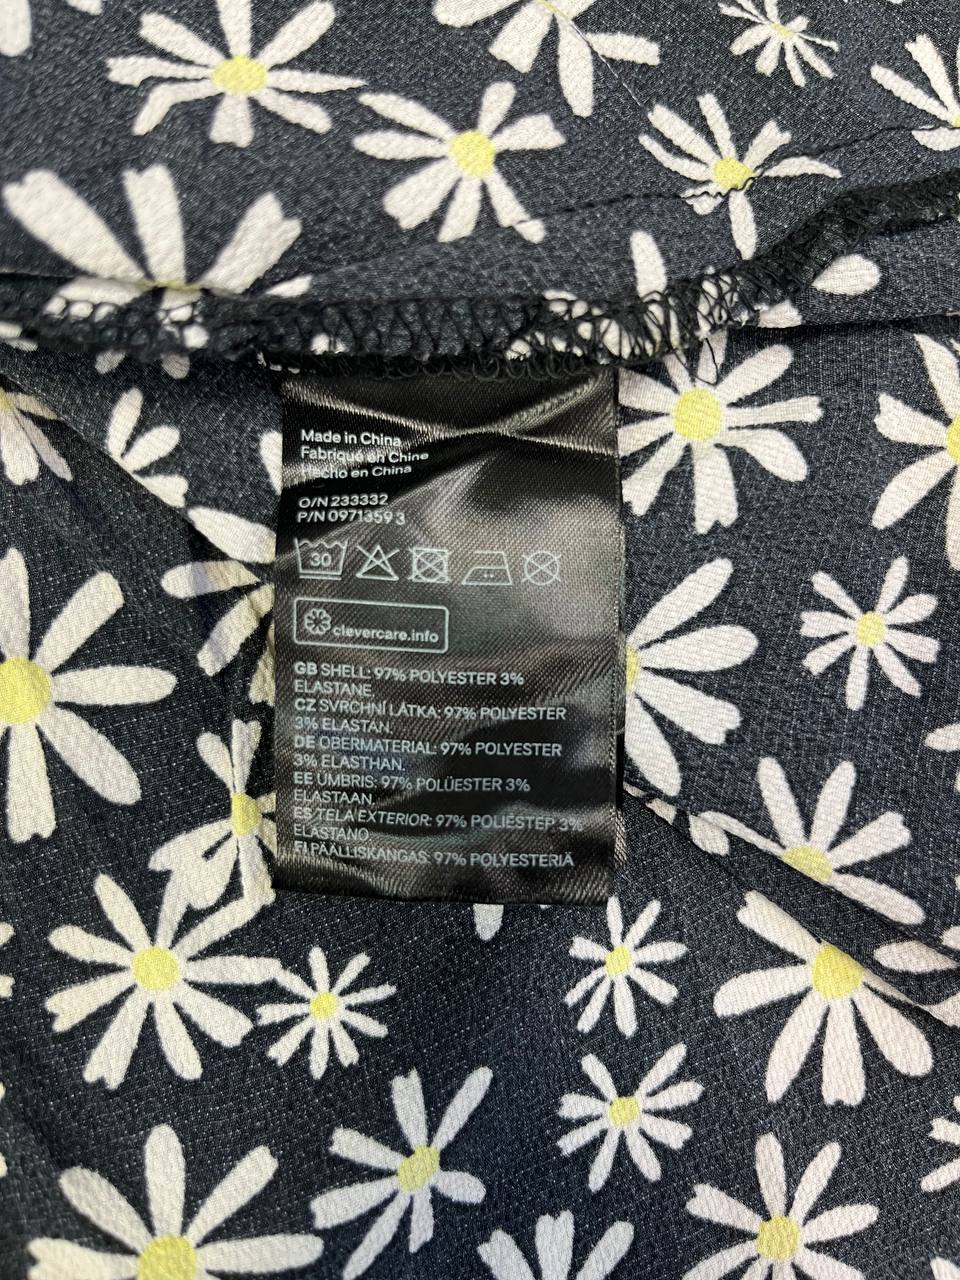 Made in China
Fabriqué en Chine
Hecho en China
O/N 233332
P/N 0971359 3
30
clevercare.info
GB SHELL: 97% POLYESTER 3%
ELASTANE.
CZ SVRCHNÍ LÁTKA: 97% POLYESTER
3% ELASTAN.
DE OBERMATERIAL: 97% POLYESTER
3% ELASTHAN.
EE ÜMBRIS: 97% POLÜESTER 3%
ELASTAAN.
ES TELA EXTERIOR: 97% POLIÉSTER 3%
ELASTANO.
FI PÄÄLLISKANGAS: 97% POLYESTERIÄ